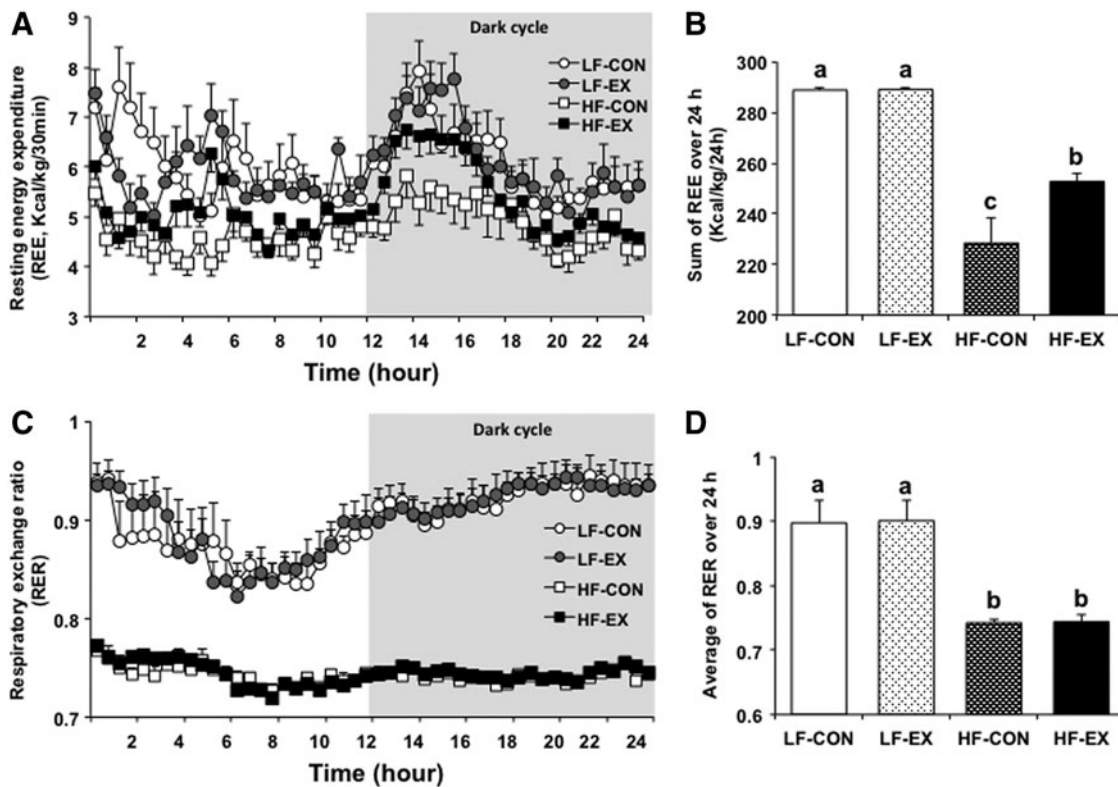 A
Resting energy expenditure
(REE, Kcal/kg/30min)
9
8
7
6
5
4
3
Dark cycle
LF-CON
LF-EX
HF-CON
HF-EX
2 4 6 8 10 12 14 16 18 20 22 24
Time (hour)
B
Sum of REE over 24 h
(Kcal/kg/24h)
300
280
260
240
220
200
a
a
c
b
LF-CON LF-EX HF-CON HF-EX
C
Respiratory exchange ratio
(RER)
1
0.9
0.8
0.7
Dark cycle
LF-CON
LF-EX
HF-CON
HF-EX
2 4 6 8 10 12 14 16 18 20 22 24
Time (hour)
D
Average of RER over 24 h
1
0.9
0.8
0.7
0.6
a
a
b
b
LF-CON LF-EX HF-CON HF-EX